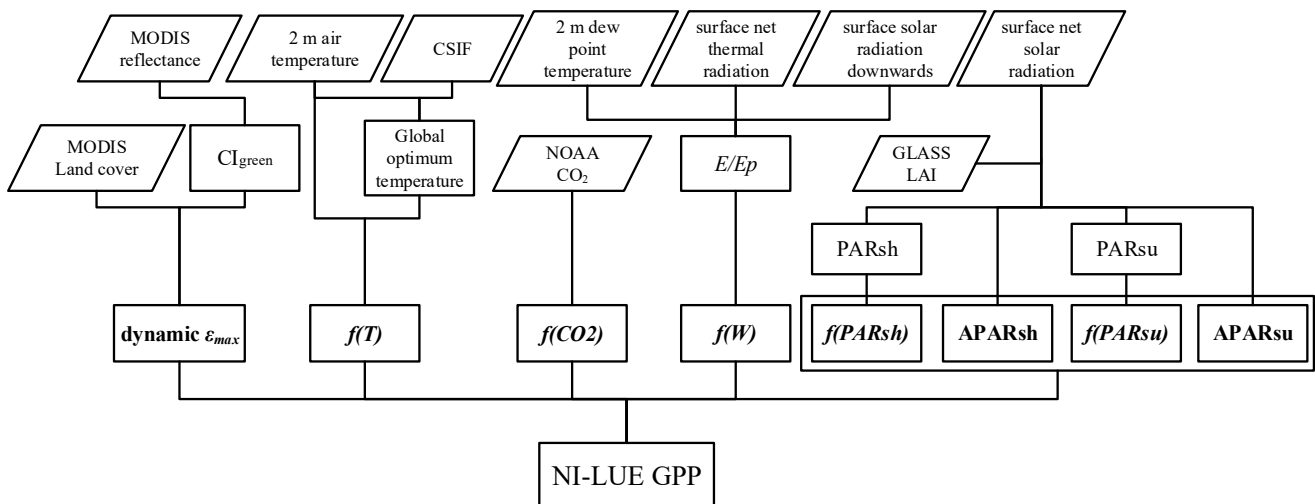 MODIS
reflectance
2 m air
temperature
CSIF
2 m dew
point
temperature
surface net
thermal
radiation
surface solar
radiation
downwards
surface net
solar
radiation
MODIS
Land cover
CIgreen
Global
optimum
temperature
NOAA
CO₂
E/Ep
GLASS
LAI
PARsh
PARsu
dynamic εmax
f(T)
f(CO2)
f(W)
f(PARsh)
APARsh
f(PARsu)
APARsu
NI-LUE GPP